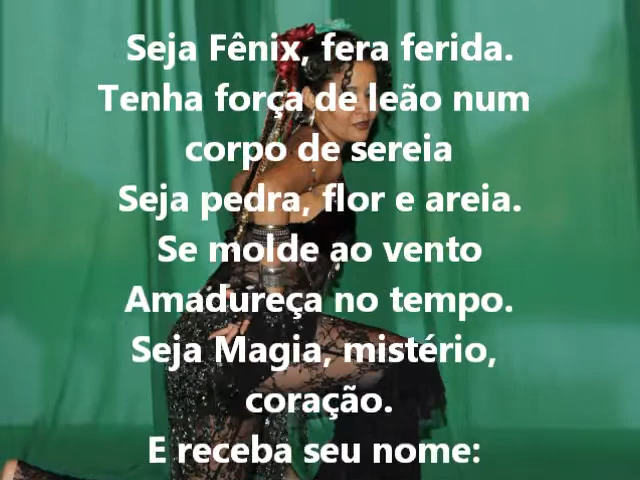 Seja Fênix, fera ferida.
Tenha força de leão num
corpo de sereia
Seja pedra, flor e areia.
Se molde ao vento
Amadureça no tempo.
Seja Magia, mistério,
coração.
E receba seu nome: